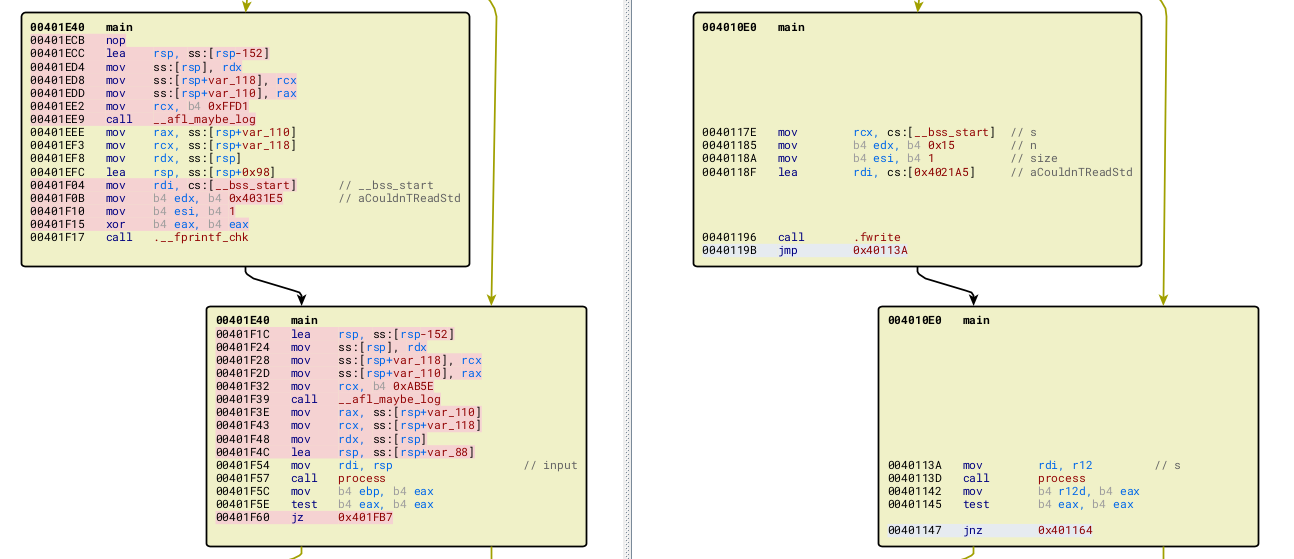 00401E40 main
00401ECB nop
00401ECC lea rsp, ss:[rsp-152]
00401ED4 mov ss:[rsp], rdx
00401ED8 mov ss:[rsp+var_118], rcx
00401EDD mov ss:[rsp+var_110], rax
00401EE2 mov rcx, b4 0xFFD1
00401EE9 call __afl_maybe_log
00401EEE mov rax, ss:[rsp+var_110]
00401EF3 mov rcx, ss:[rsp+var_118]
00401EF8 mov rdx, ss:[rsp]
00401EFC lea rsp, ss:[rsp+0x98]
00401F04 mov rdi, cs:[__bss_start] // __bss_start
00401F0B mov b4 edx, b4 0x4031E5 // aCouldnTReadStd
00401F10 mov b4 esi, b4 1
00401F15 xor b4 eax, b4 eax
00401F17 call .__fprintf_chk
00401E40 main
00401F1C lea rsp, ss:[rsp-152]
00401F24 mov ss:[rsp], rdx
00401F28 mov ss:[rsp+var_118], rcx
00401F2D mov ss:[rsp+var_110], rax
00401F32 mov rcx, b4 0xAB5E
00401F39 call __afl_maybe_log
00401F3E mov rax, ss:[rsp+var_110]
00401F43 mov rcx, ss:[rsp+var_118]
00401F48 mov rdx, ss:[rsp]
00401F4C lea rsp, ss:[rsp+var_88]
00401F54 mov rdi, rsp // input
00401F57 call process
00401F5C mov b4 ebp, b4 eax
00401F5E test b4 eax, b4 eax
00401F60 jz 0x401FB7
004010E0 main
0040117E mov rcx, cs:[__bss_start] // s
00401185 mov b4 edx, b4 0x15 // n
0040118A mov b4 esi, b4 1 // size
0040118F lea rdi, cs:[0x4021A5] // aCouldnTReadStd
00401196 call .fwrite
0040119B jmp 0x40113A
004010E0 main
0040113A mov rdi, r12 // s
0040113D call process
00401142 mov b4 r12d, b4 eax
00401145 test b4 eax, b4 eax
00401147 jnz 0x401164